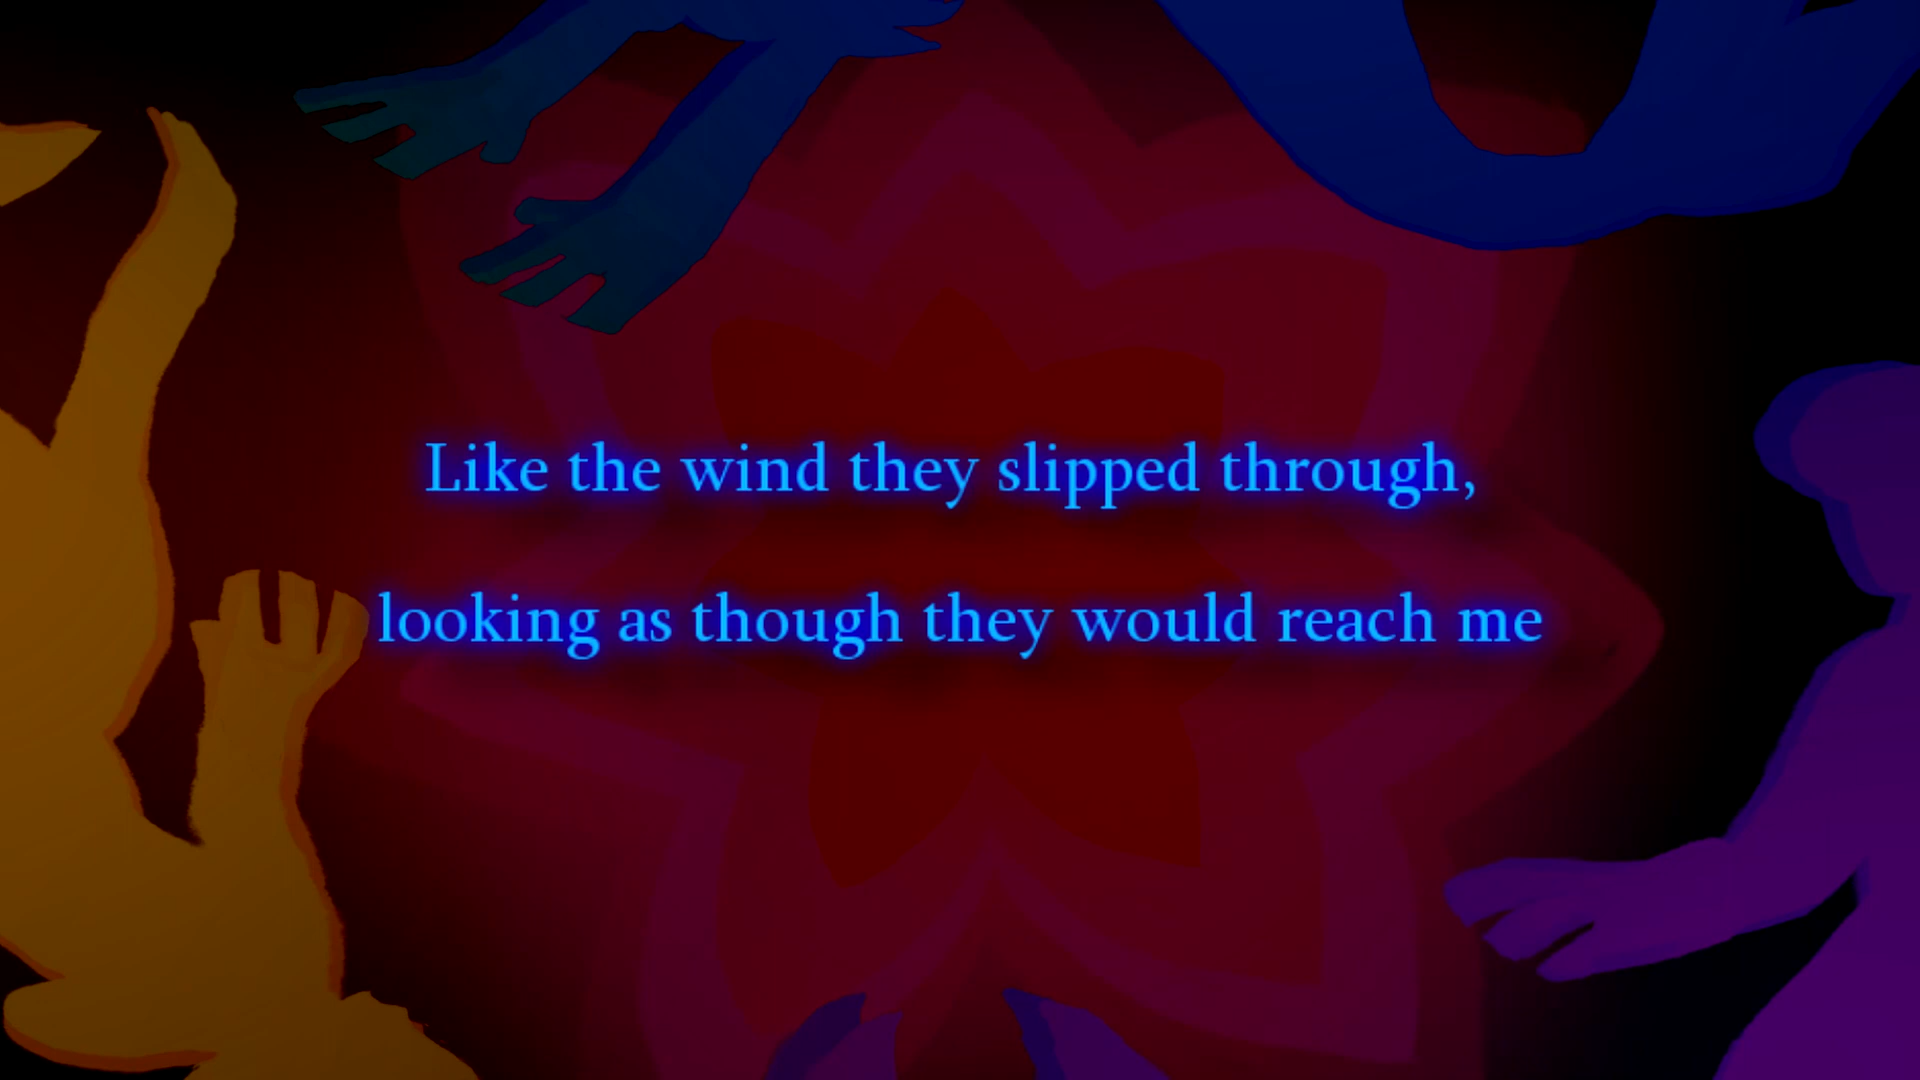 Like the wind they slipped through,
looking as though they would reach me